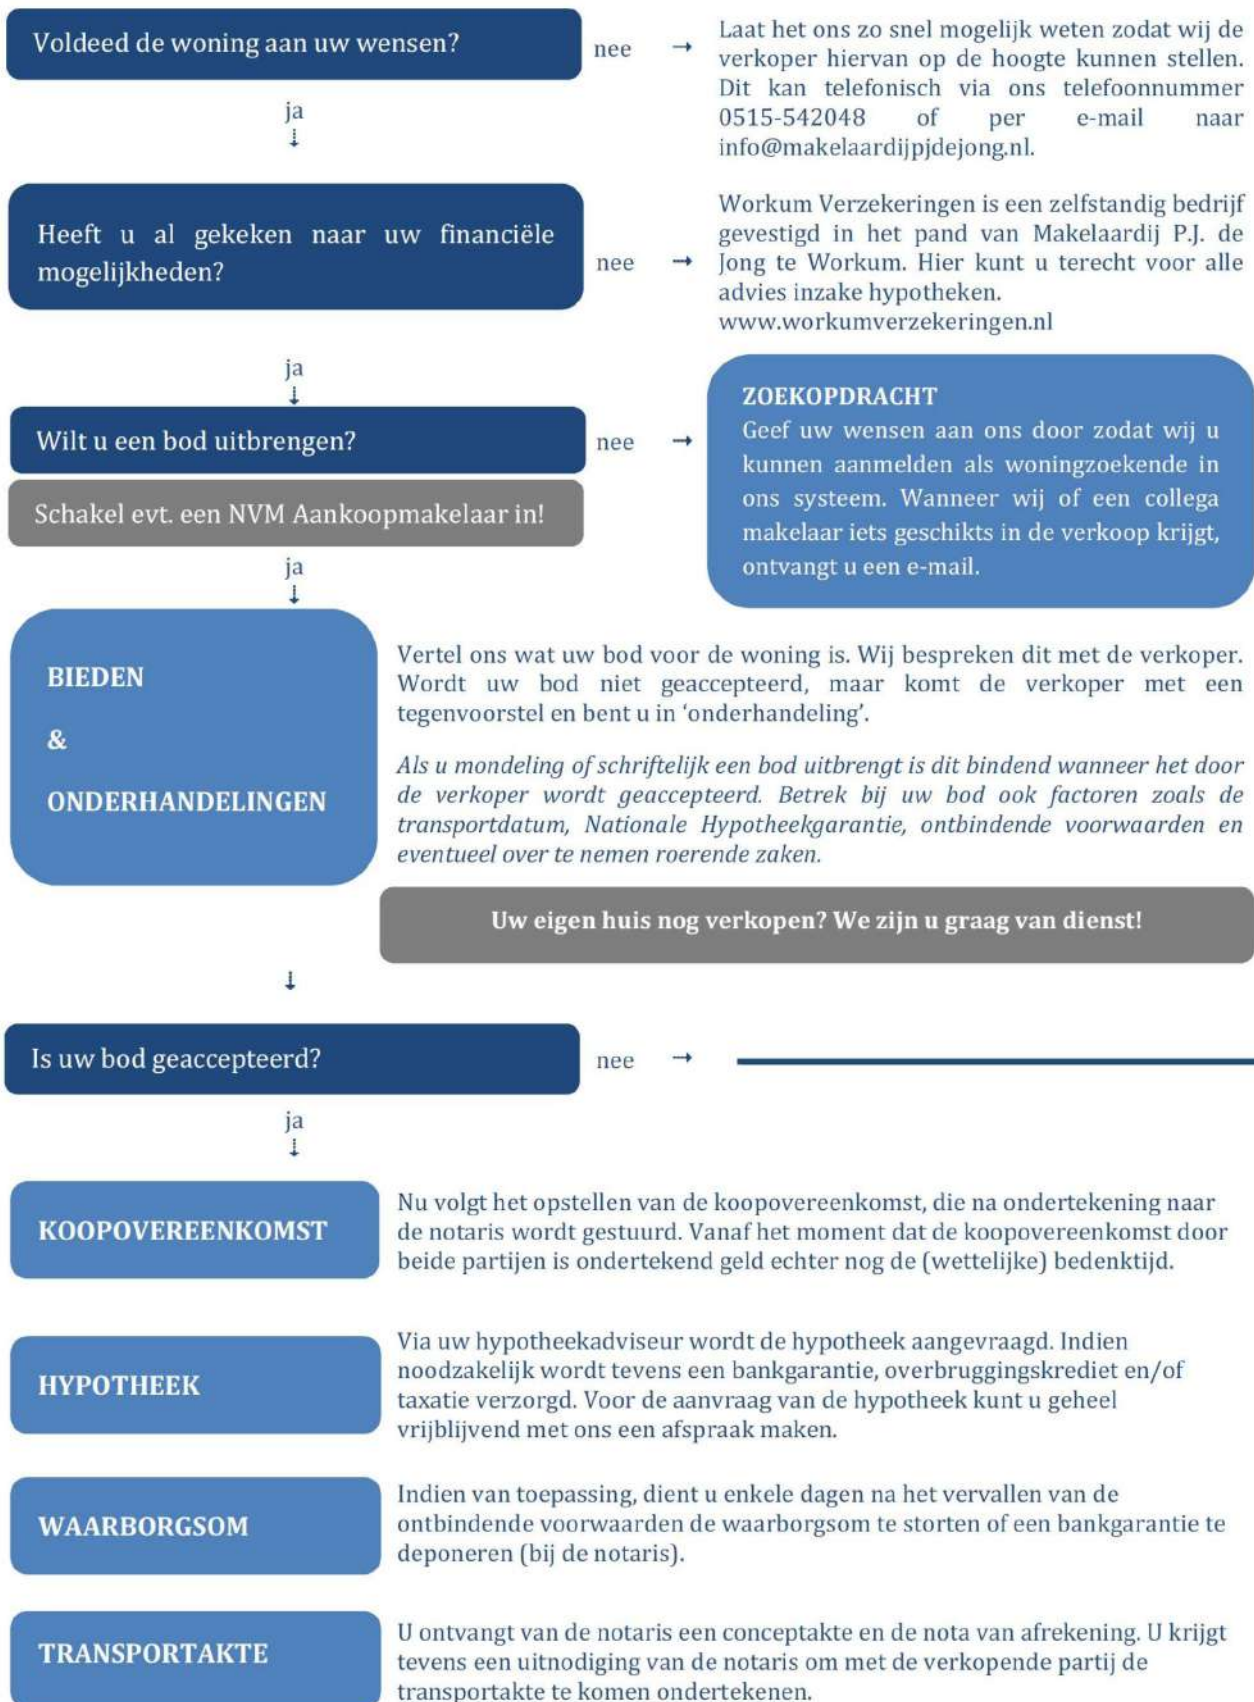 Voldeed de woning aan uw wensen?
nee →
Laat het ons zo snel mogelijk weten zodat wij de
verkoper hiervan op de hoogte kunnen stellen.
Dit kan telefonisch via ons telefoonnummer
0515-542048 of per e-mail naar
info@makelaardijpjdejong.nl.
ja
↓
Heeft u al gekeken naar uw financiële
mogelijkheden?
nee →
Workum Verzekeringen is een zelfstandig bedrijf
gevestigd in het pand van Makelaardij P.J. de
Jong te Workum. Hier kunt u terecht voor alle
advies inzake hypotheken.
www.workumverzekeringen.nl
ja
↓
Wilt u een bod uitbrengen?
nee →
Schakel evt. een NVM Aankoopmakelaar in!
ZOEKOPDRACHT
Geef uw wensen aan ons door zodat wij u
kunnen aanmelden als woningzoekende in
ons systeem. Wanneer wij of een collega
makelaar iets geschikts in de verkoop krijgt,
ontvangt u een e-mail.
ja
↓
BIEDEN
&
ONDERHANDELINGEN
Vertel ons wat uw bod voor de woning is. Wij bespreken dit met de verkoper.
Wordt uw bod niet geaccepteerd, maar komt de verkoper met een
tegenvoorstel en bent u in ‘onderhandeling’.
Als u mondeling of schriftelijk een bod uitbrengt is dit bindend wanneer het door
de verkoper wordt geaccepteerd. Betrek bij uw bod ook factoren zoals de
transportdatum, Nationale Hypotheekgarantie, ontbindende voorwaarden en
eventueel over te nemen roerende zaken.
Uw eigen huis nog verkopen? We zijn u graag van dienst!
↓
Is uw bod geaccepteerd?
nee →
ja
↓
KOOPOVEREENKOMST
Nu volgt het opstellen van de koopovereenkomst, die na ondertekening naar
de notaris wordt gestuurd. Vanaf het moment dat de koopovereenkomst door
beide partijen is ondertekend geld echter nog de (wettelijke) bedenktijd.
HYPOTHEEK
Via uw hypotheekadviseur wordt de hypotheek aangevraagd. Indien
noodzakelijk wordt tevens een bankgarantie, overbruggingskrediet en/of
taxatie verzorgd. Voor de aanvraag van de hypotheek kunt u geheel
vrijblijvend met ons een afspraak maken.
WAARBORGSOM
Indien van toepassing, dient u enkele dagen na het vervallen van de
ontbindende voorwaarden de waarborgsom te storten of een bankgarantie te
deponeren (bij de notaris).
TRANSPORTAKTE
U ontvangt van de notaris een conceptakte en de nota van afrekening. U krijgt
tevens een uitnodiging van de notaris om met de verkopende partij de
transportakte te komen ondertekenen.